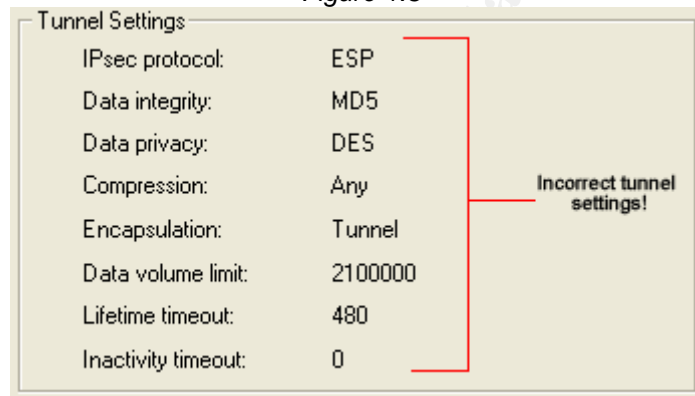 Tunnel Settings
IPsec protocol: ESP
Data integrity: MD5
Data privacy: DES
Compression: Any
Encapsulation: Tunnel
Data volume limit: 2100000
Lifetime timeout: 480
Inactivity timeout: 0
Incorrect tunnel
settings!